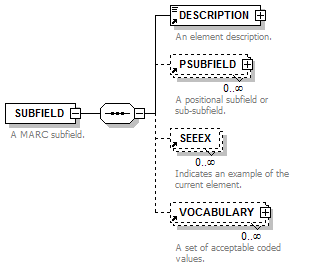 DESCRIPTION
An element description.
PSUBFIELD
0..∞
A positional subfield or
sub-subfield.
SUBFIELD
A MARC subfield.
SEEEX
0..∞
Indicates an example of the
current element.
VOCABULARY
0..∞
A set of acceptable coded
values.